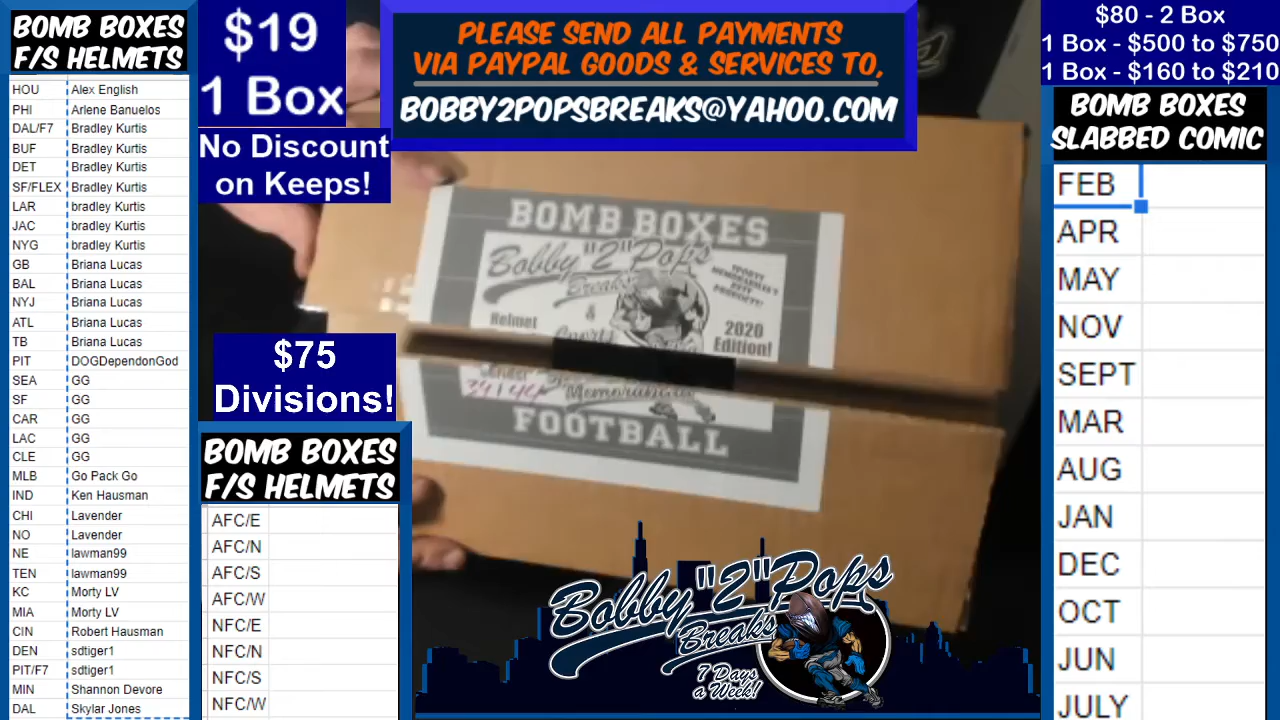 BOMB BOXES
F/S HELMETS
HOU Alex English
PHI Arlene Banuelos
DAL/F7 Bradley Kurtis
BUF Bradley Kurtis
DET Bradley Kurtis
SF/FLEX Bradley Kurtis
LAR bradley Kurtis
JAC bradley Kurtis
NYG bradley Kurtis
GB Briana Lucas
BAL Briana Lucas
NYJ Briana Lucas
ATL Briana Lucas
TB Briana Lucas
PIT DOGDependonGod
SEA GG
SF GG
CAR GG
LAC GG
CLE GG
MLB Go Pack Go
IND Ken Hausman
CHI Lavender
NO Lavender
NE lawman99
TEN lawman99
KC Morty LV
MIA Morty LV
CIN Robert Hausman
DEN sdtiger1
PIT/F7 sdtiger1
MIN Shannon Devore
DAL Skylar Jones
$19
1 Box
No Discount
on Keeps!
$75
Divisions!
BOMB BOXES
F/S HELMETS
AFC/E
AFC/N
AFC/S
AFC/W
NFC/E
NFC/N
NFC/S
NFC/W
PLEASE SEND ALL PAYMENTS
VIA PAYPAL GOODS & SERVICES TO,
BOBBY2POPSBREAKS@YAHOO.COM
BOMB BOXES
Bobby "2" Pops
Breaks
&
Helmet
2020
Edition!
Memorabilia
FOOTBALL
Bobby "2" Pops
Breaks
7 Days
a Week!
$80 - 2 Box
1 Box - $500 to $750
1 Box - $160 to $210
BOMB BOXES
SLABBED COMIC
FEB
APR
MAY
NOV
SEPT
MAR
AUG
JAN
DEC
OCT
JUN
JULY